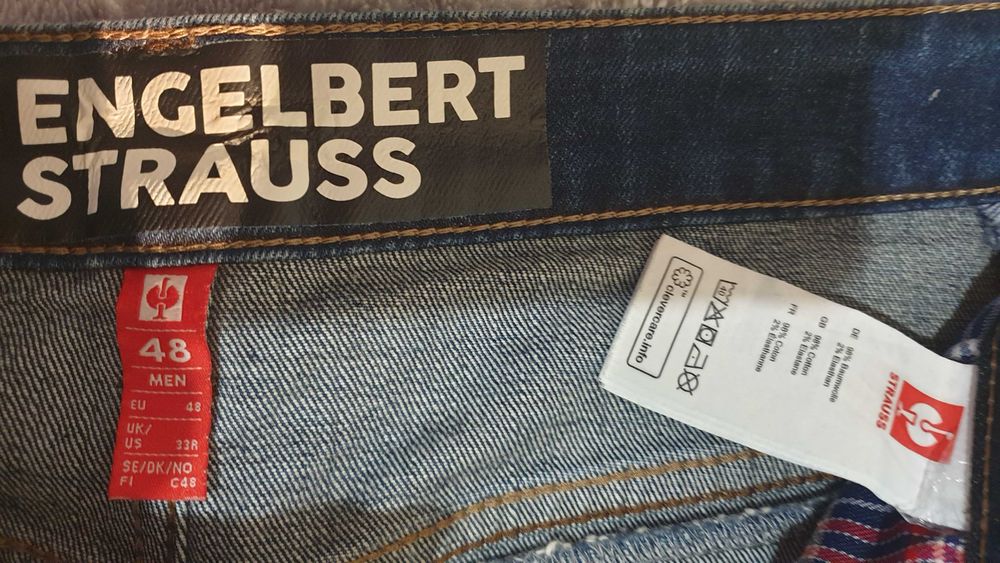 ENGELBERT
STRAUSS
48
MEN
EU 48
UK/
US 33R
SE/DK/NO
FI C48
clevercare.info
40
DE
98% Baumwolle
2% Elasthan
GB
98% Cotton
2% Elastane
FR
98% Coton
2% Elasthanne
STRAUSS